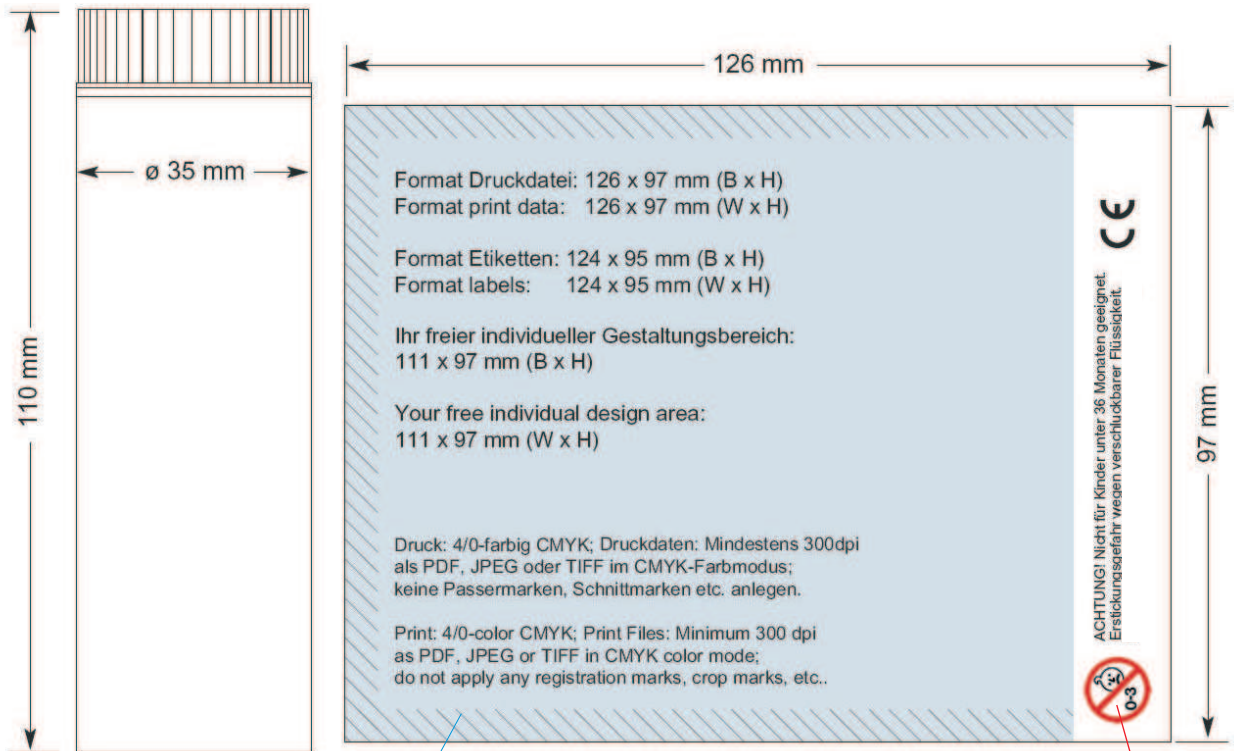 110 mm
ø 35 mm
126 mm
97 mm
Format Druckdatei: 126 x 97 mm (B x H)
Format print data: 126 x 97 mm (W x H)
Format Etiketten: 124 x 95 mm (B x H)
Format labels: 124 x 95 mm (W x H)
Ihr freier individueller Gestaltungsbereich:
111 x 97 mm (B x H)
Your free individual design area:
111 x 97 mm (W x H)
Druck: 4/0-farbig CMYK; Druckdaten: Mindestens 300dpi
als PDF, JPEG oder TIFF im CMYK-Farbmodus;
keine Passermarken, Schnittmarken etc. anlegen.
Print: 4/0-color CMYK; Print Files: Minimum 300 dpi
as PDF, JPEG or TIFF in CMYK color mode;
do not apply any registration marks, crop marks, etc..
CE
ACHTUNG! Nicht für Kinder unter 36 Monaten geeignet.
Erstickungsgefahr wegen verschluckbarer Flüssigkeit.
0-3